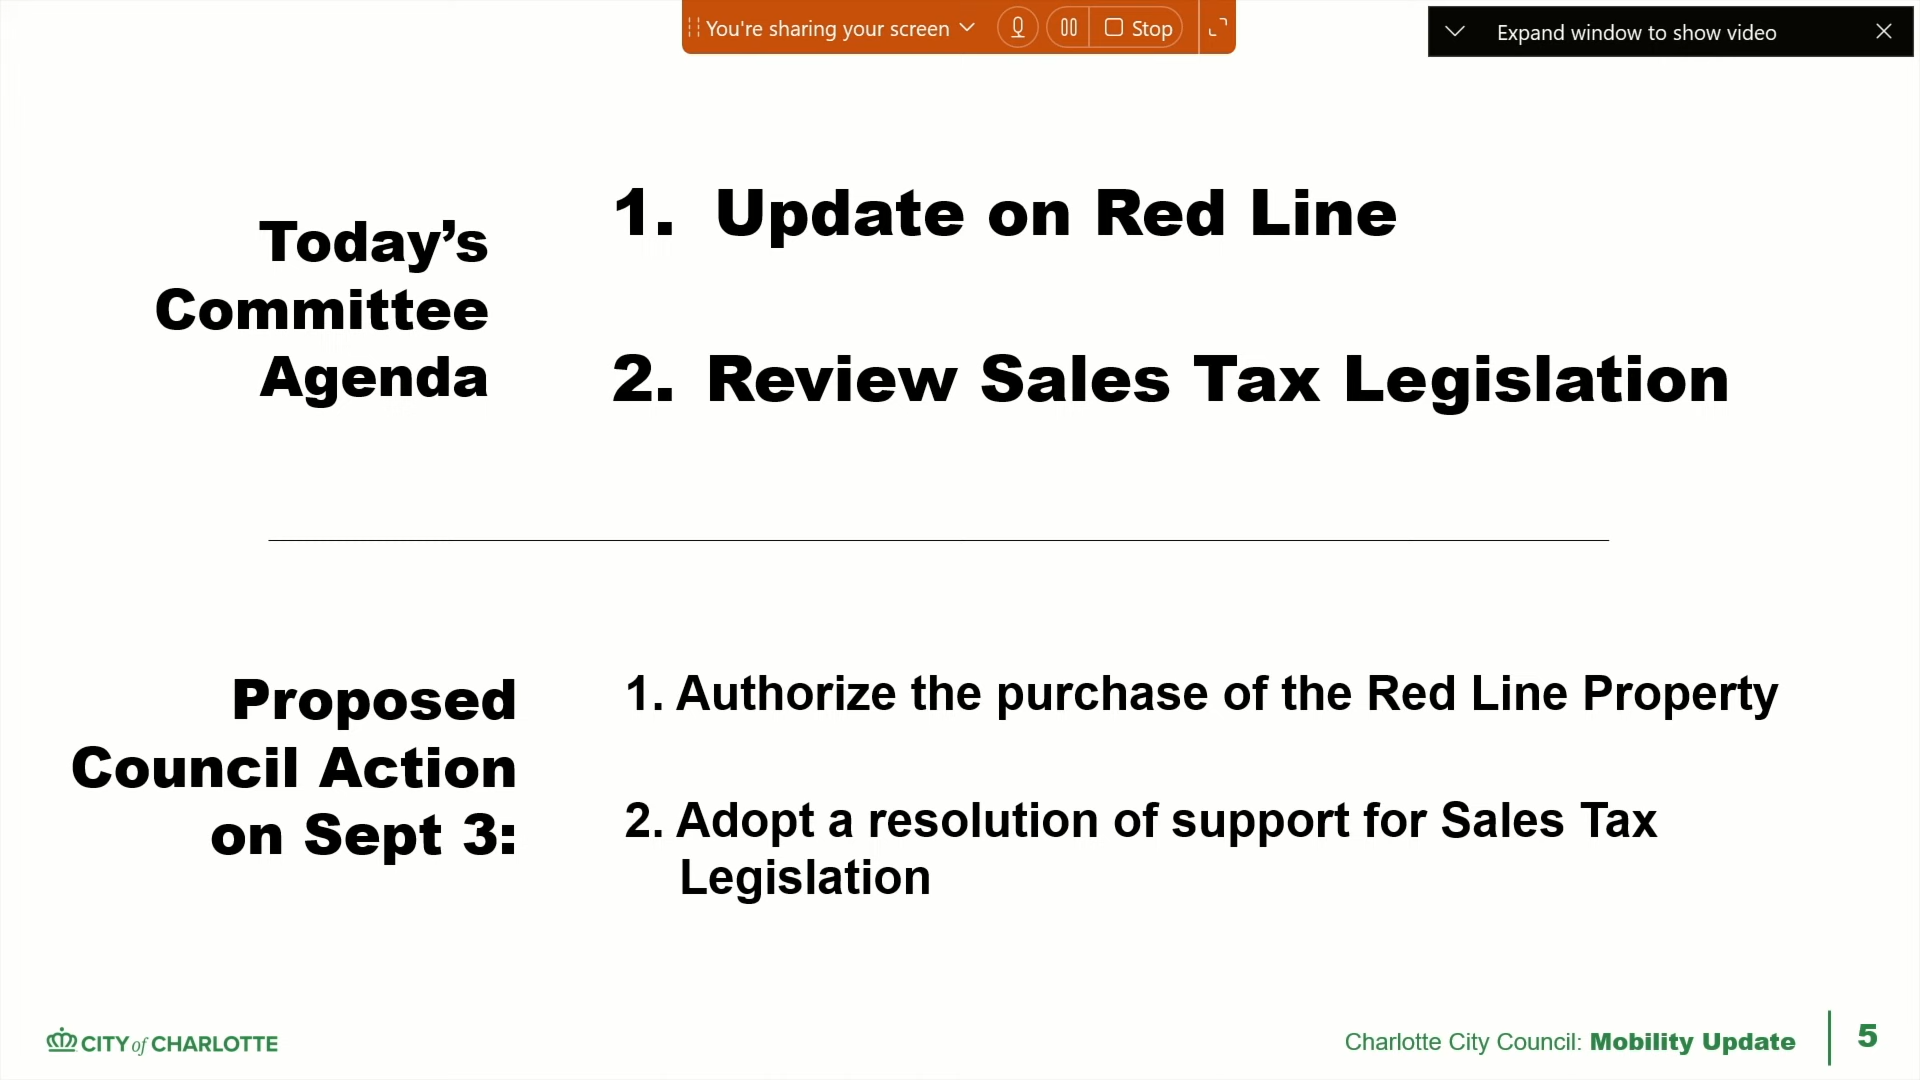 You're sharing your screen
Stop
Expand window to show video
Today’s
Committee
Agenda
1. Update on Red Line
2. Review Sales Tax Legislation
Proposed
Council Action
on Sept 3:
1. Authorize the purchase of the Red Line Property
2. Adopt a resolution of support for Sales Tax
Legislation
CITY of CHARLOTTE
Charlotte City Council: Mobility Update
5